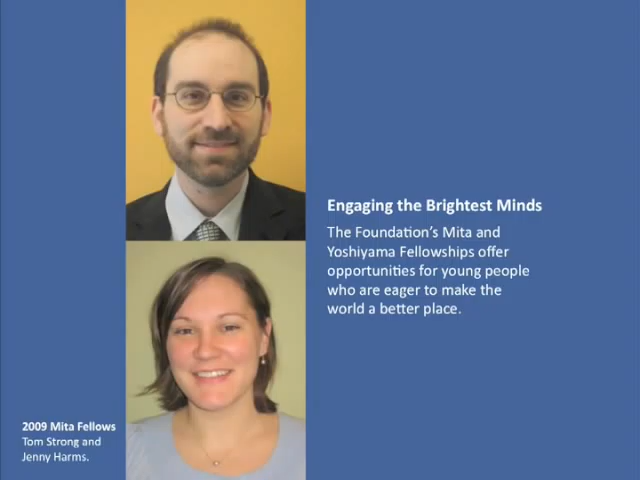 Engaging the Brightest Minds
The Foundation's Mita and
Yoshiyama Fellowships offer
opportunities for young people
who are eager to make the
world a better place.
2009 Mita Fellows
Tom Strong and
Jenny Harms.